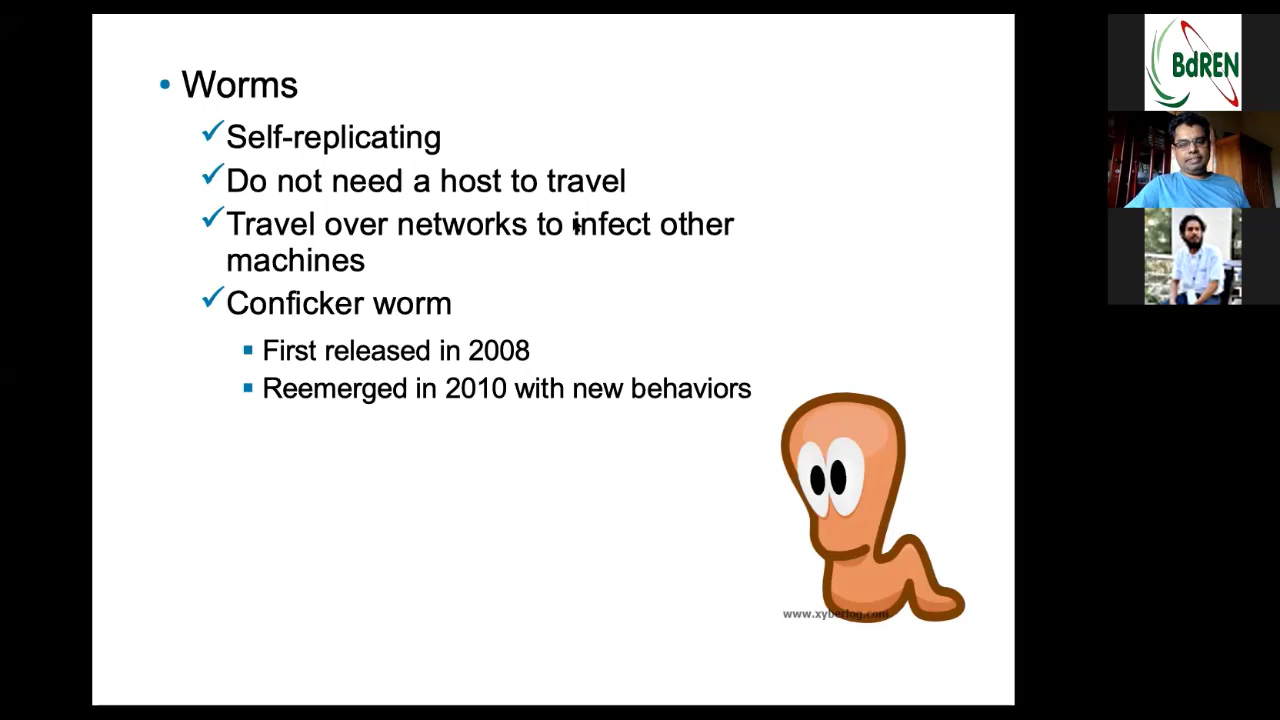 • Worms
✓ Self-replicating
✓ Do not need a host to travel
✓ Travel over networks to infect other
machines
✓ Conficker worm
▪ First released in 2008
▪ Reemerged in 2010 with new behaviors
www.xyberlog.com
BdREN